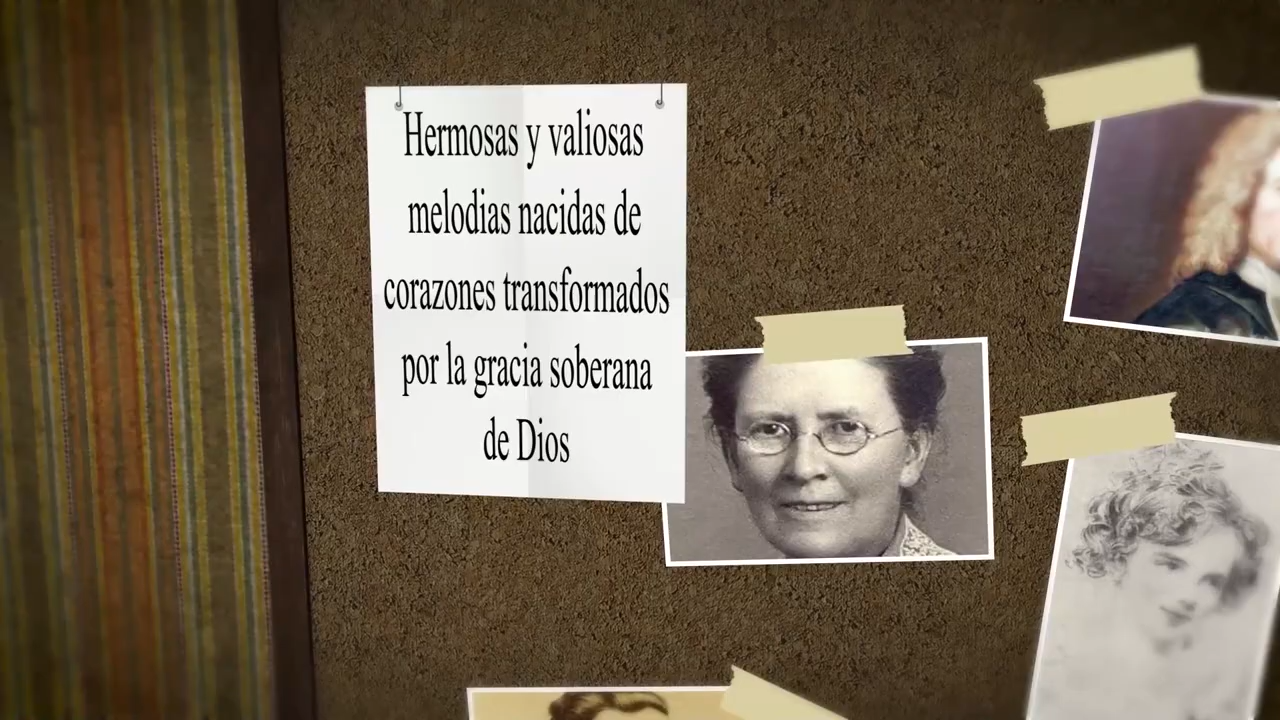 Hermosas y valiosas
melodias nacidas de
corazones transformados
por la gracia soberana
de Dios